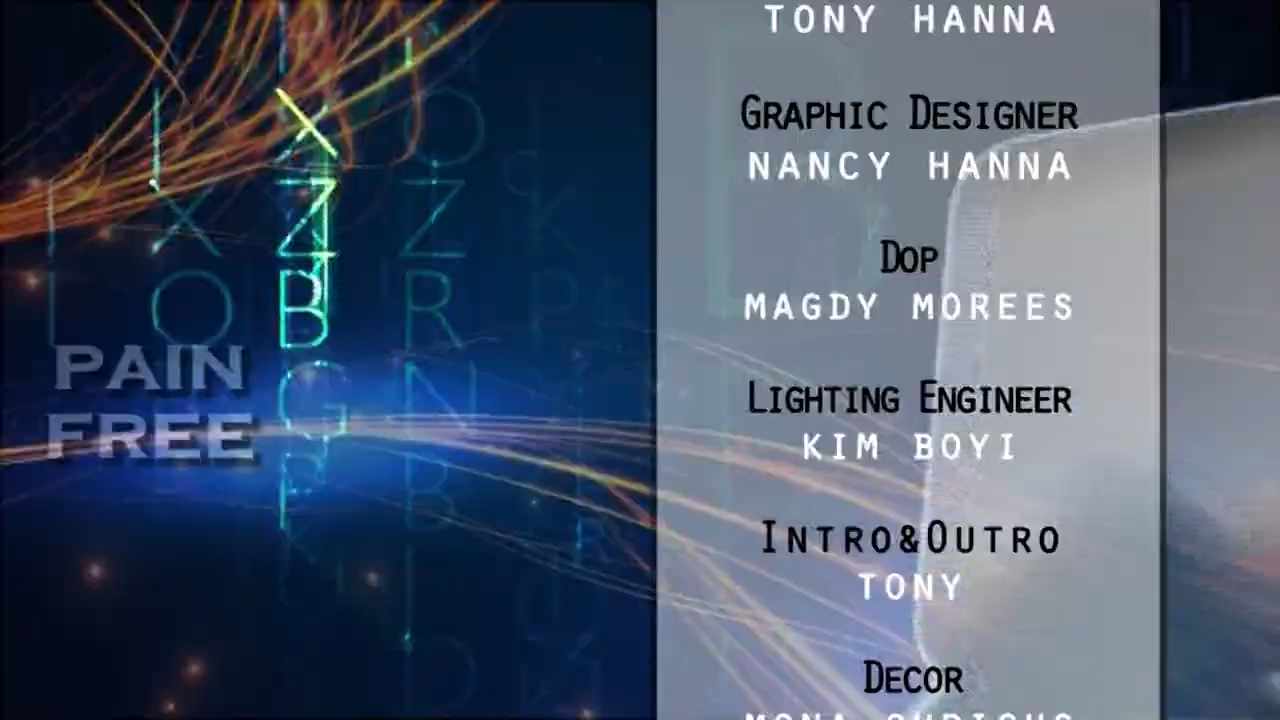 PAIN
FREE
TONY HANNA
GRAPHIC DESIGNER
NANCY HANNA
DOP
MAGDY MOREES
LIGHTING ENGINEER
KIM BOYI
INTRO&OUTRO
TONY
DECOR
MONA